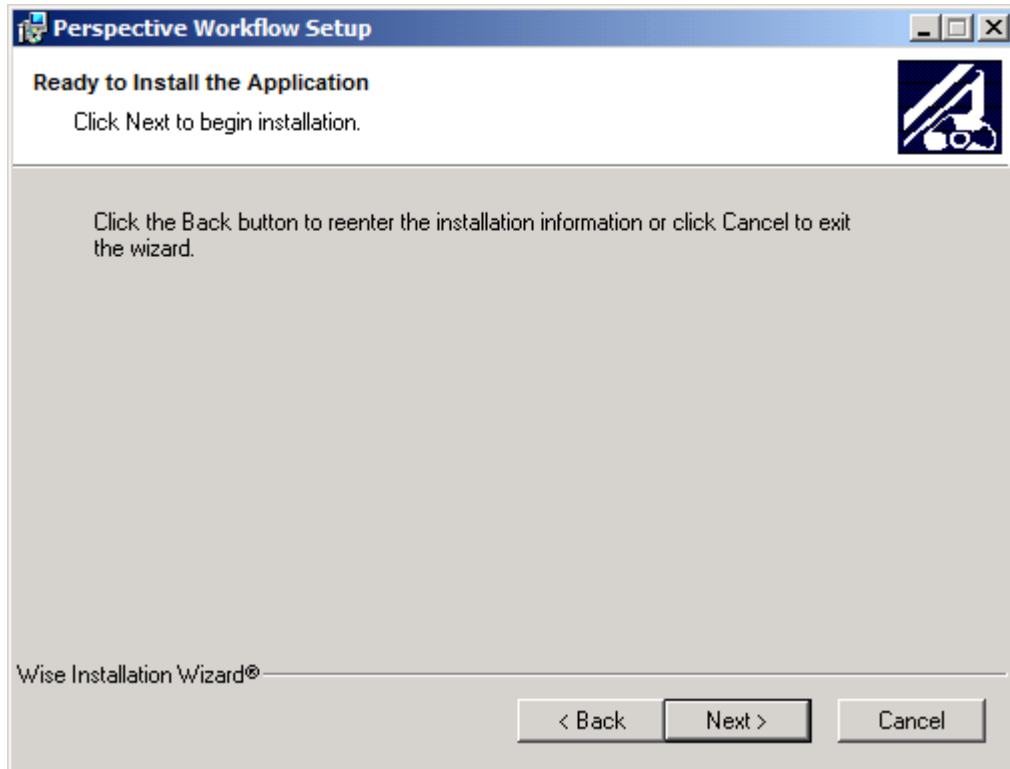 Perspective Workflow Setup
Ready to Install the Application
Click Next to begin installation.
Click the Back button to reenter the installation information or click Cancel to exit
the wizard.
Wise Installation Wizard®
< Back Next > Cancel